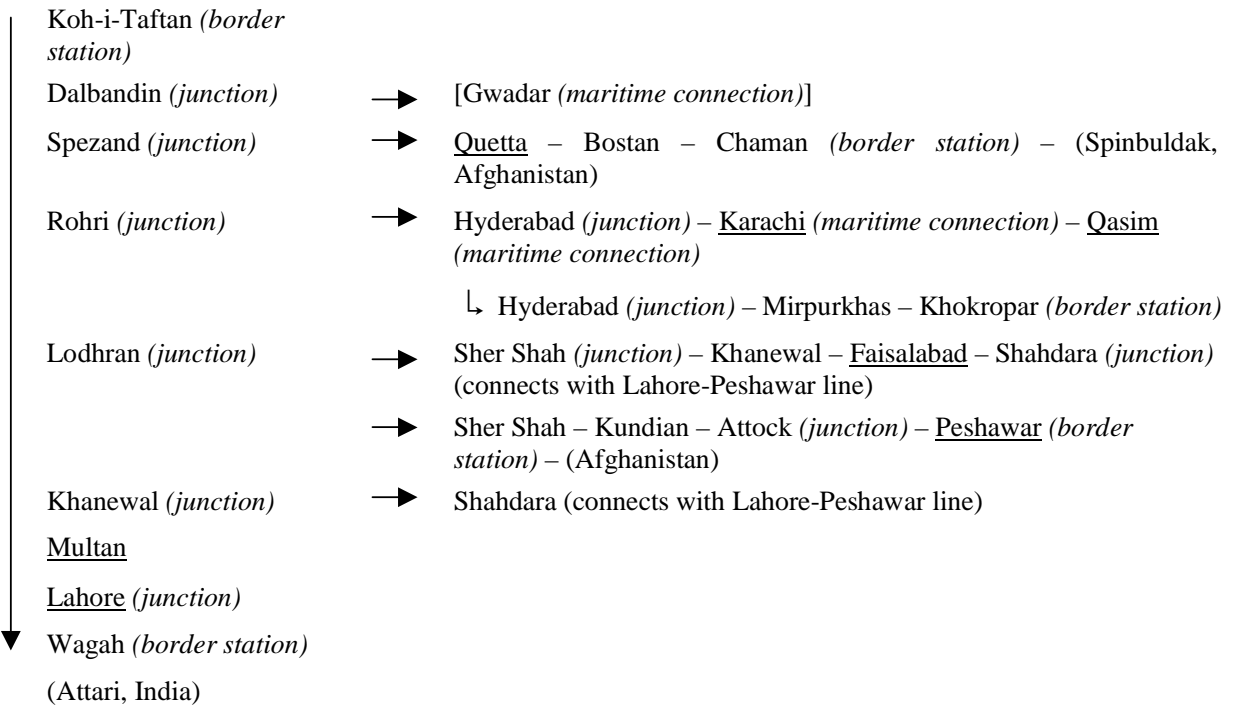 Koh-i-Taftan (border
station)
Dalbandin (junction) → [Gwadar (maritime connection)]
Spezand (junction) → Quetta – Bostan – Chaman (border station) – (Spinbuldak,
Afghanistan)
Rohri (junction) → Hyderabad (junction) – Karachi (maritime connection) – Qasim
(maritime connection)
↳ Hyderabad (junction) – Mirpurkhas – Khokropar (border station)
Lodhran (junction) → Sher Shah (junction) – Khanewal – Faisalabad – Shahdara (junction)
(connects with Lahore-Peshawar line)
→ Sher Shah – Kundian – Attock (junction) – Peshawar (border
station) – (Afghanistan)
Khanewal (junction) → Shahdara (connects with Lahore-Peshawar line)
Multan
Lahore (junction)
Wagah (border station)
(Attari, India)